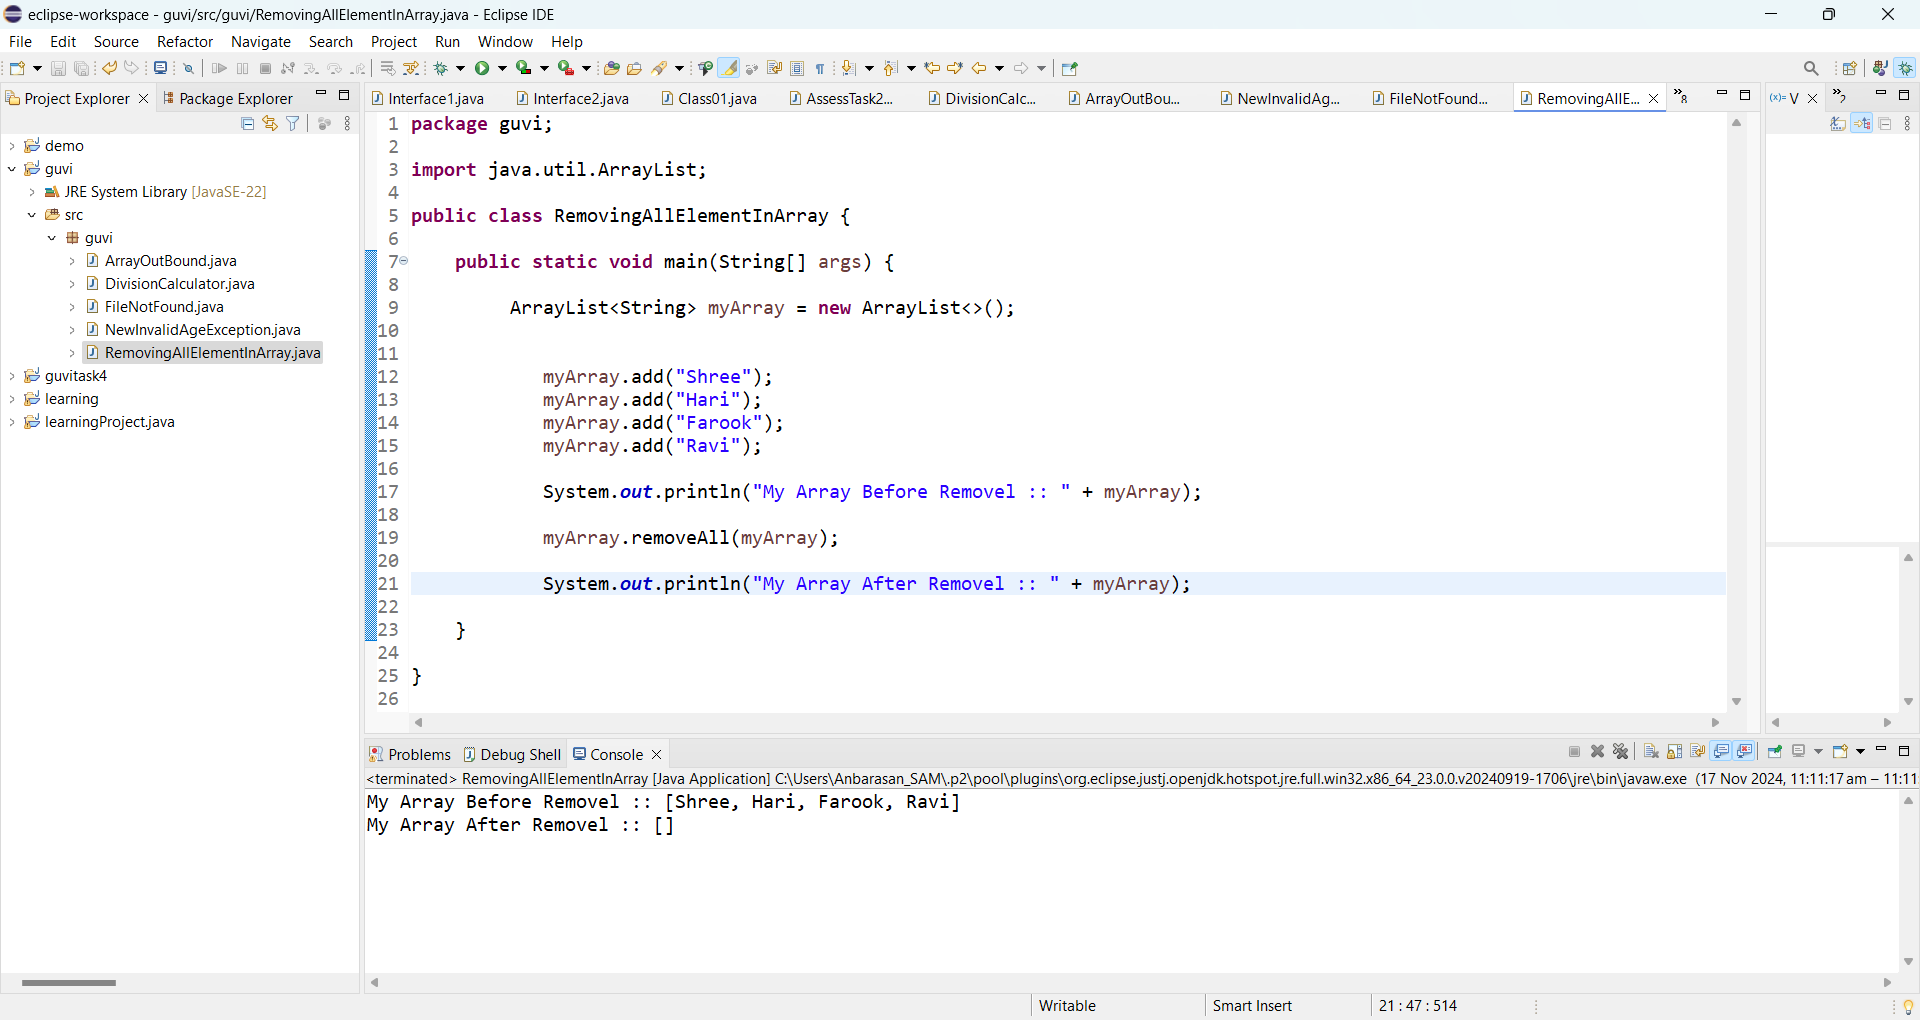 eclipse-workspace - guvi/src/guvi/RemovingAllElementInArray.java - Eclipse IDE
File Edit Source Refactor Navigate Search Project Run Window Help
Project Explorer Package Explorer
demo
guvi
JRE System Library [JavaSE-22]
src
guvi
ArrayOutBound.java
DivisionCalculator.java
FileNotFound.java
NewInvalidAgeException.java
RemovingAllElementInArray.java
guvitask4
learning
learningProject.java
Interface1.java Interface2.java Class01.java AssessTask2... DivisionCalc... ArrayOutBou... NewInvalidAg... FileNotFound... RemovingAllE... »8
(x)= V »2
1 package guvi;
2
3 import java.util.ArrayList;
4
5 public class RemovingAllElementInArray {
6
7 public static void main(String[] args) {
8
9 ArrayList<String> myArray = new ArrayList<>();
10
11
12 myArray.add("Shree");
13 myArray.add("Hari");
14 myArray.add("Farook");
15 myArray.add("Ravi");
16
17 System.out.println("My Array Before Removel :: " + myArray);
18
19 myArray.removeAll(myArray);
20
21 System.out.println("My Array After Removel :: " + myArray);
22
23 }
24
25 }
26
Problems Debug Shell Console
<terminated> RemovingAllElementInArray [Java Application] C:\Users\Anbarasan_SAM\.p2\pool\plugins\org.eclipse.justj.openjdk.hotspot.jre.full.win32.x86_64_23.0.0.v20240919-1706\jre\bin\javaw.exe (17 Nov 2024, 11:11:17 am – 11:11:
My Array Before Removel :: [Shree, Hari, Farook, Ravi]
My Array After Removel :: []
Writable Smart Insert 21 : 47 : 514